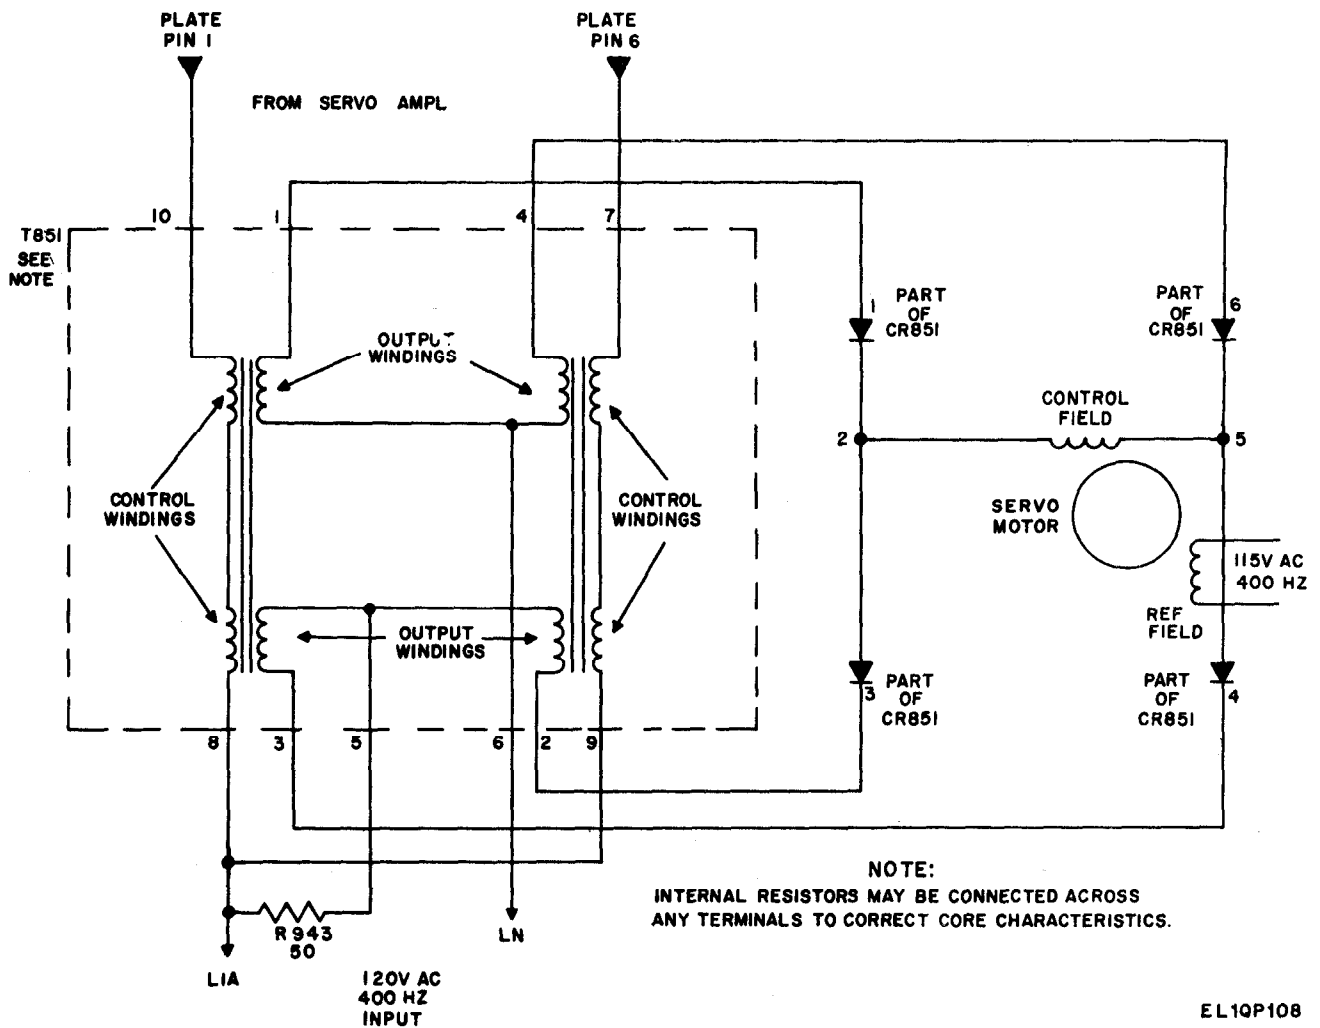 PLATE
PIN 1
PLATE
PIN 6
FROM SERVO AMPL
10
1
4
7
T851
SEE
NOTE
OUTPUT
WINDINGS
1
PART
OF
CR851
PART
OF
CR851
6
CONTROL
FIELD
2
5
CONTROL
WINDINGS
CONTROL
WINDINGS
SERVO
MOTOR
115V AC
400 HZ
REF
FIELD
OUTPUT
WINDINGS
3
PART
OF
CR851
PART
OF
CR851
4
8
3
5
6
2
9
NOTE:
INTERNAL RESISTORS MAY BE CONNECTED ACROSS
ANY TERMINALS TO CORRECT CORE CHARACTERISTICS.
R943
50
LN
L1A
120V AC
400 HZ
INPUT
EL1QP108